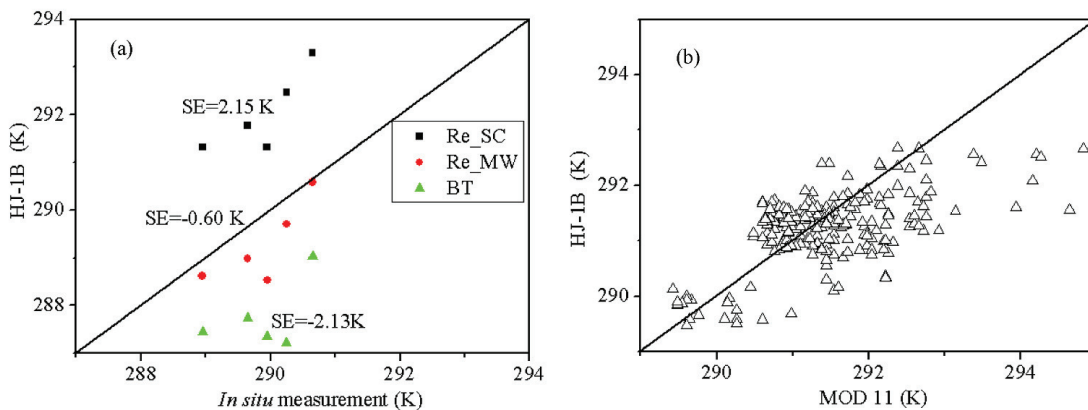 (a)
HJ-1B (K)
294
293
292
290
288
SE=2.15 K
SE=-0.60 K
SE=-2.13K
Re_SC
Re_MW
BT
288
290
292
294
In situ measurement (K)
(b)
HJ-1B (K)
294
292
290
290
292
294
MOD 11 (K)